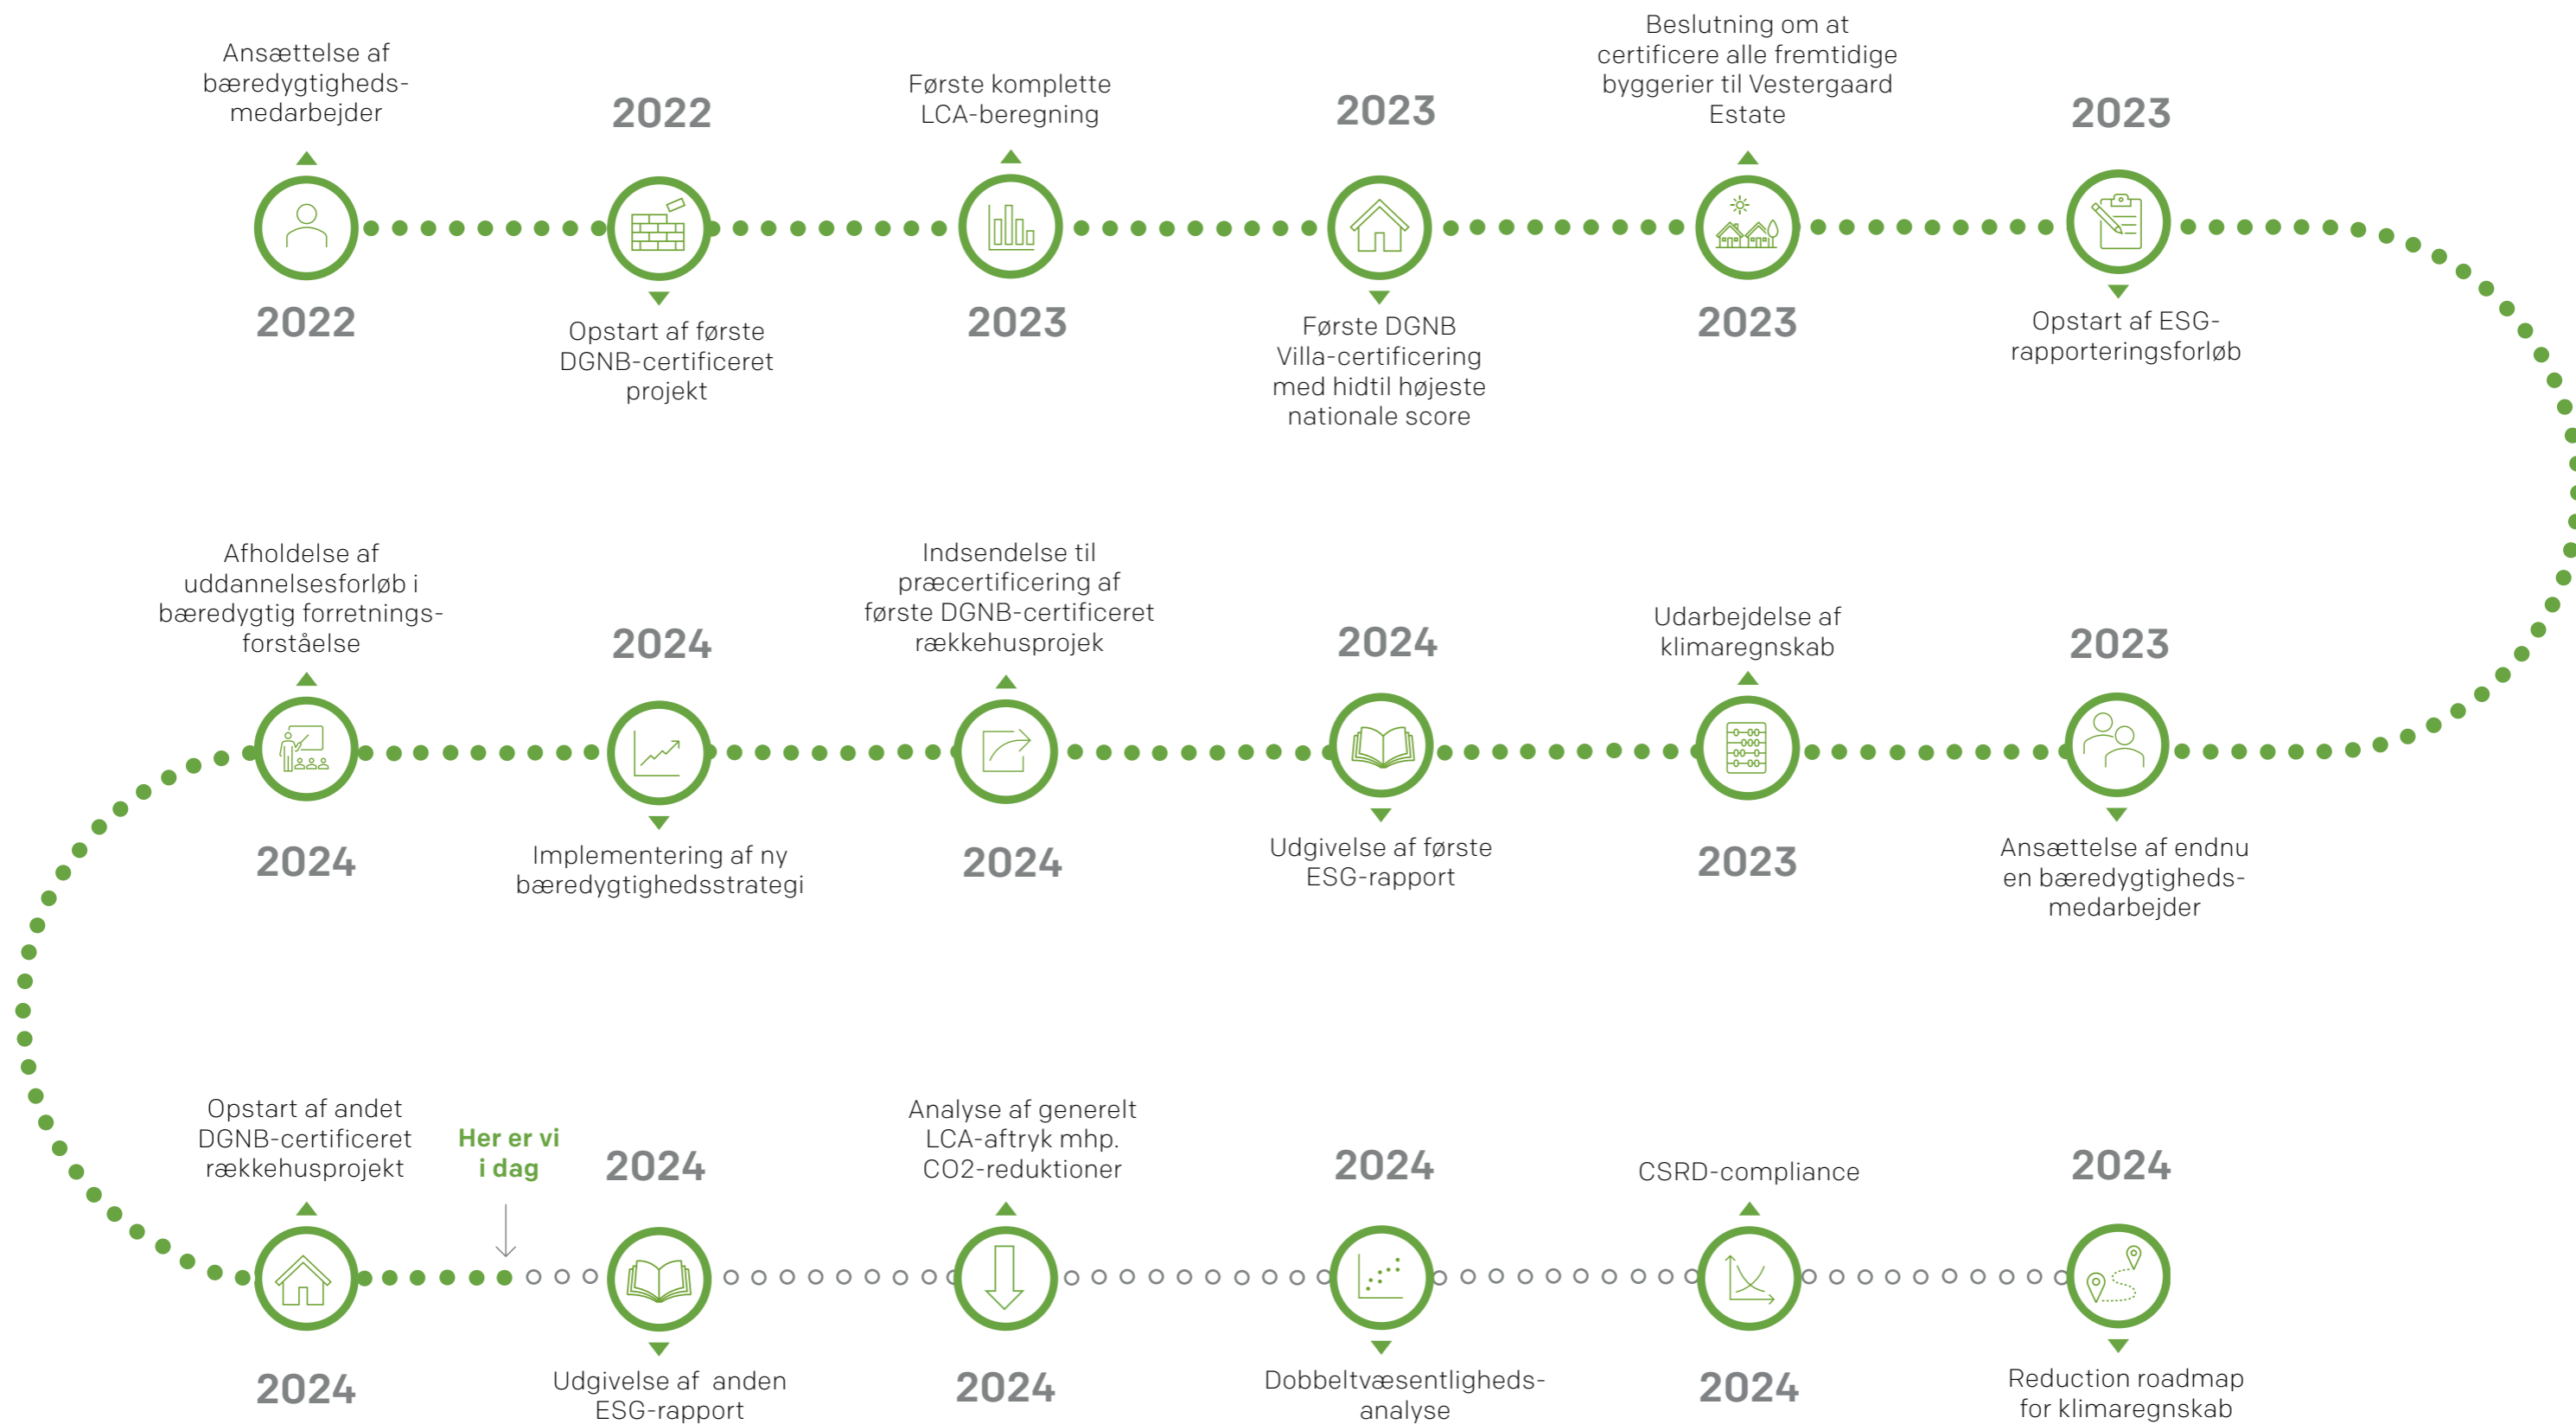 Ansættelse af
bæredygtigheds-
medarbejder
2022
2022
Opstart af første
DGNB-certificeret
projekt
Første komplette
LCA-beregning
2023
2023
Første DGNB
Villa-certificering
med hidtil højeste
nationale score
Beslutning om at
certificere alle fremtidige
byggerier til Vestergaard
Estate
2023
2023
Opstart af ESG-
rapporteringsforløb
2023
Ansættelse af endnu
en bæredygtigheds-
medarbejder
Udarbejdelse af
klimaregnskab
2023
2024
Udgivelse af første
ESG-rapport
Indsendelse til
præcertificering af
første DGNB-certificeret
rækkehusprojek
2024
2024
Implementering af ny
bæredygtighedsstrategi
Afholdelse af
uddannelsesforløb i
bæredygtig forretnings-
forståelse
2024
Opstart af andet
DGNB-certificeret
rækkehusprojekt
2024
Her er vi
i dag
2024
Udgivelse af anden
ESG-rapport
Analyse af generelt
LCA-aftryk mhp.
CO2-reduktioner
2024
2024
Dobbeltvæsentligheds-
analyse
CSRD-compliance
2024
2024
Reduction roadmap
for klimaregnskab